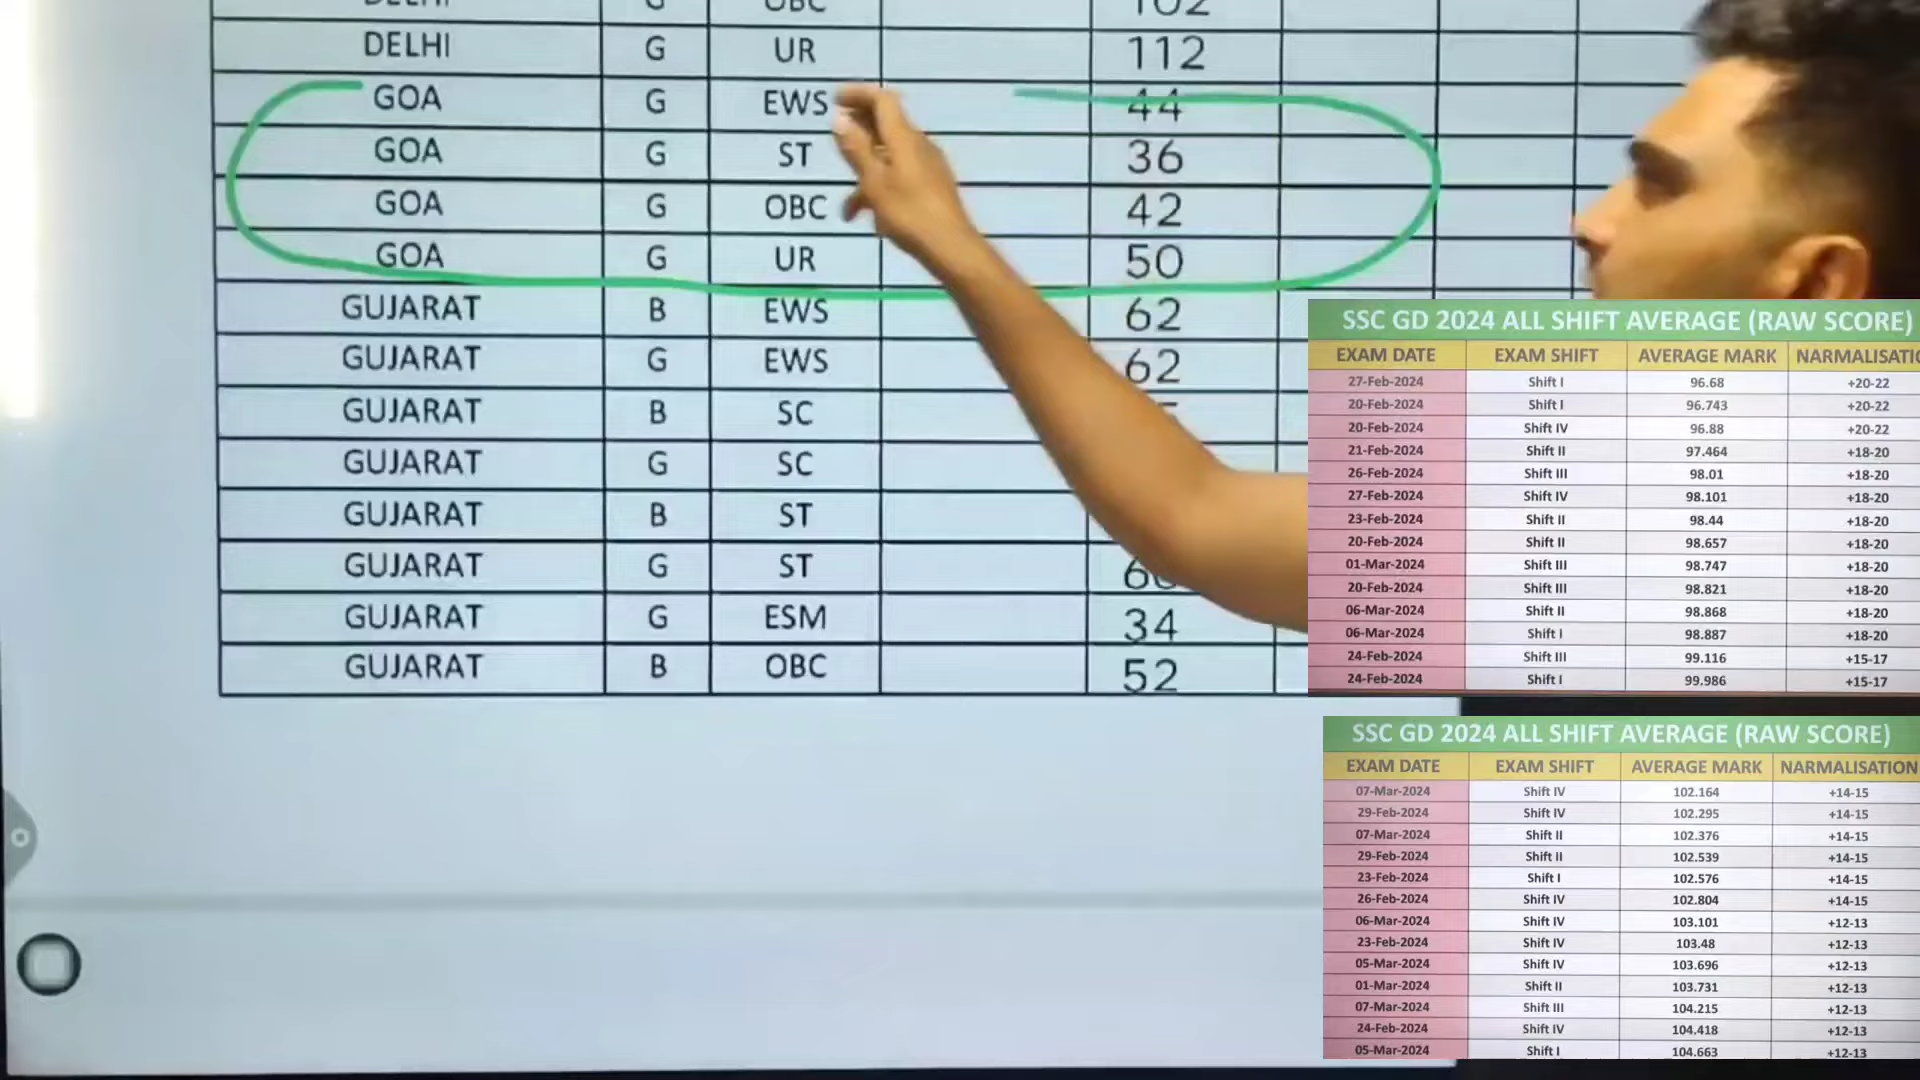 DELHI G OBC 102
DELHI G UR 112
GOA G EWS 44
GOA G ST 36
GOA G OBC 42
GOA G UR 50
GUJARAT B EWS 62
GUJARAT G EWS 62
GUJARAT B SC
GUJARAT G SC
GUJARAT B ST
GUJARAT G ST
GUJARAT G ESM 34
GUJARAT B OBC 52
SSC GD 2024 ALL SHIFT AVERAGE (RAW SCORE)
EXAM DATE EXAM SHIFT AVERAGE MARK NARMALISATIO
27-Feb-2024 Shift I 96.68 +20-22
20-Feb-2024 Shift I 96.743 +20-22
20-Feb-2024 Shift IV 96.88 +20-22
21-Feb-2024 Shift II 97.464 +18-20
26-Feb-2024 Shift III 98.01 +18-20
27-Feb-2024 Shift IV 98.101 +18-20
23-Feb-2024 Shift II 98.44 +18-20
20-Feb-2024 Shift II 98.657 +18-20
01-Mar-2024 Shift III 98.747 +18-20
20-Feb-2024 Shift III 98.821 +18-20
06-Mar-2024 Shift II 98.868 +18-20
06-Mar-2024 Shift I 98.887 +18-20
24-Feb-2024 Shift III 99.116 +15-17
24-Feb-2024 Shift I 99.986 +15-17
SSC GD 2024 ALL SHIFT AVERAGE (RAW SCORE)
EXAM DATE EXAM SHIFT AVERAGE MARK NARMALISATION
07-Mar-2024 Shift IV 102.164 +14-15
29-Feb-2024 Shift IV 102.295 +14-15
07-Mar-2024 Shift II 102.376 +14-15
29-Feb-2024 Shift II 102.539 +14-15
23-Feb-2024 Shift I 102.576 +14-15
26-Feb-2024 Shift IV 102.804 +14-15
06-Mar-2024 Shift IV 103.101 +12-13
23-Feb-2024 Shift IV 103.48 +12-13
05-Mar-2024 Shift IV 103.696 +12-13
01-Mar-2024 Shift II 103.731 +12-13
07-Mar-2024 Shift III 104.215 +12-13
24-Feb-2024 Shift IV 104.418 +12-13
05-Mar-2024 Shift I 104.663 +12-13